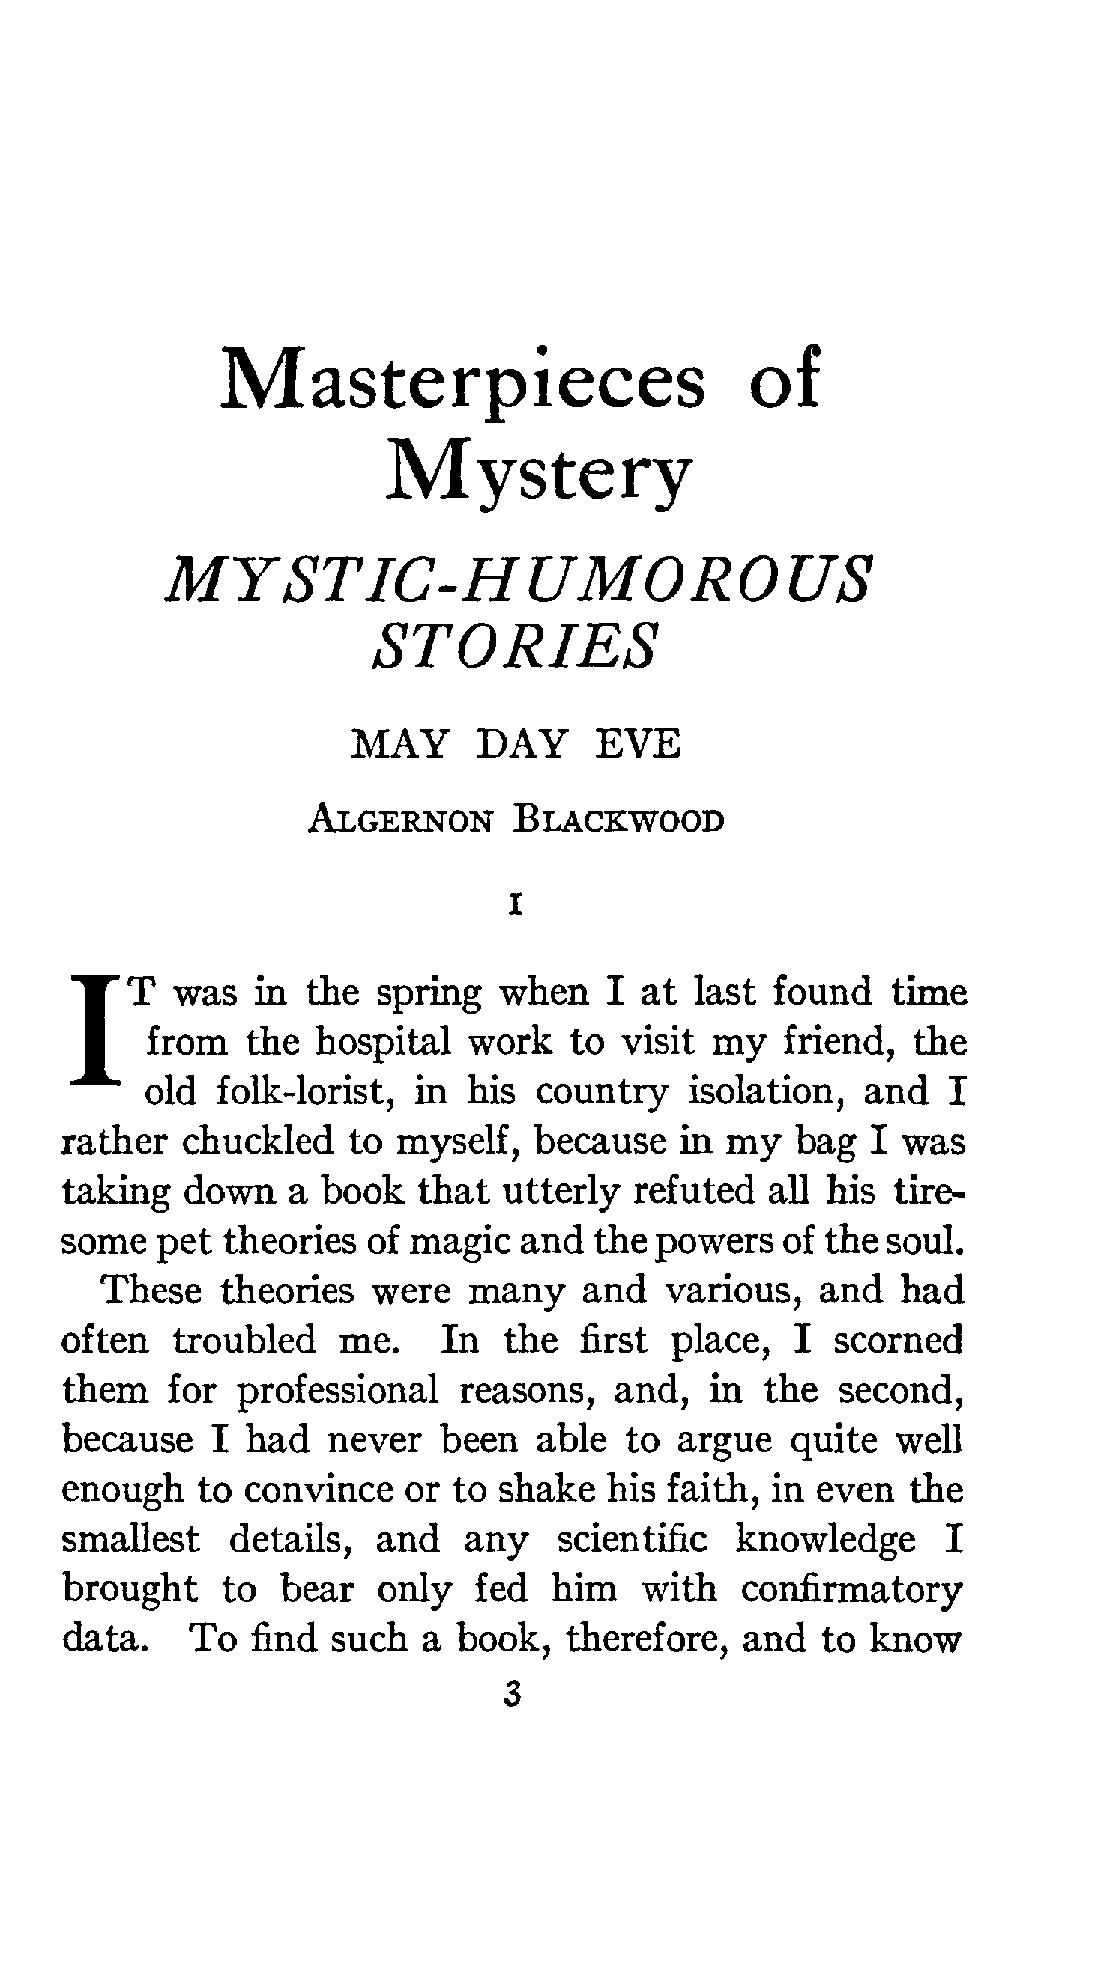 Masterpieces of
Mystery
MYSTIC-HUMOROUS
STORIES
MAY DAY EVE
ALGERNON BLACKWOOD
I
IT was in the spring when I at last found time
from the hospital work to visit my friend, the
old folk-lorist, in his country isolation, and I
rather chuckled to myself, because in my bag I was
taking down a book that utterly refuted all his tire-
some pet theories of magic and the powers of the soul.
These theories were many and various, and had
often troubled me. In the first place, I scorned
them for professional reasons, and, in the second,
because I had never been able to argue quite well
enough to convince or to shake his faith, in even the
smallest details, and any scientific knowledge I
brought to bear only fed him with confirmatory
data. To find such a book, therefore, and to know
3